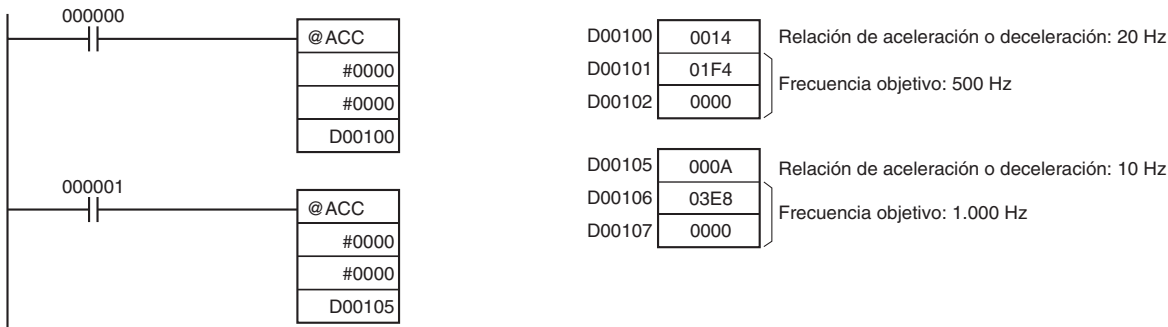 000000
@ACC
#0000
#0000
D00100
000001
@ACC
#0000
#0000
D00105
D00100 0014 Relación de aceleración o deceleración: 20 Hz
D00101 01F4
Frecuencia objetivo: 500 Hz
D00102 0000
D00105 000A Relación de aceleración o deceleración: 10 Hz
D00106 03E8
Frecuencia objetivo: 1.000 Hz
D00107 0000